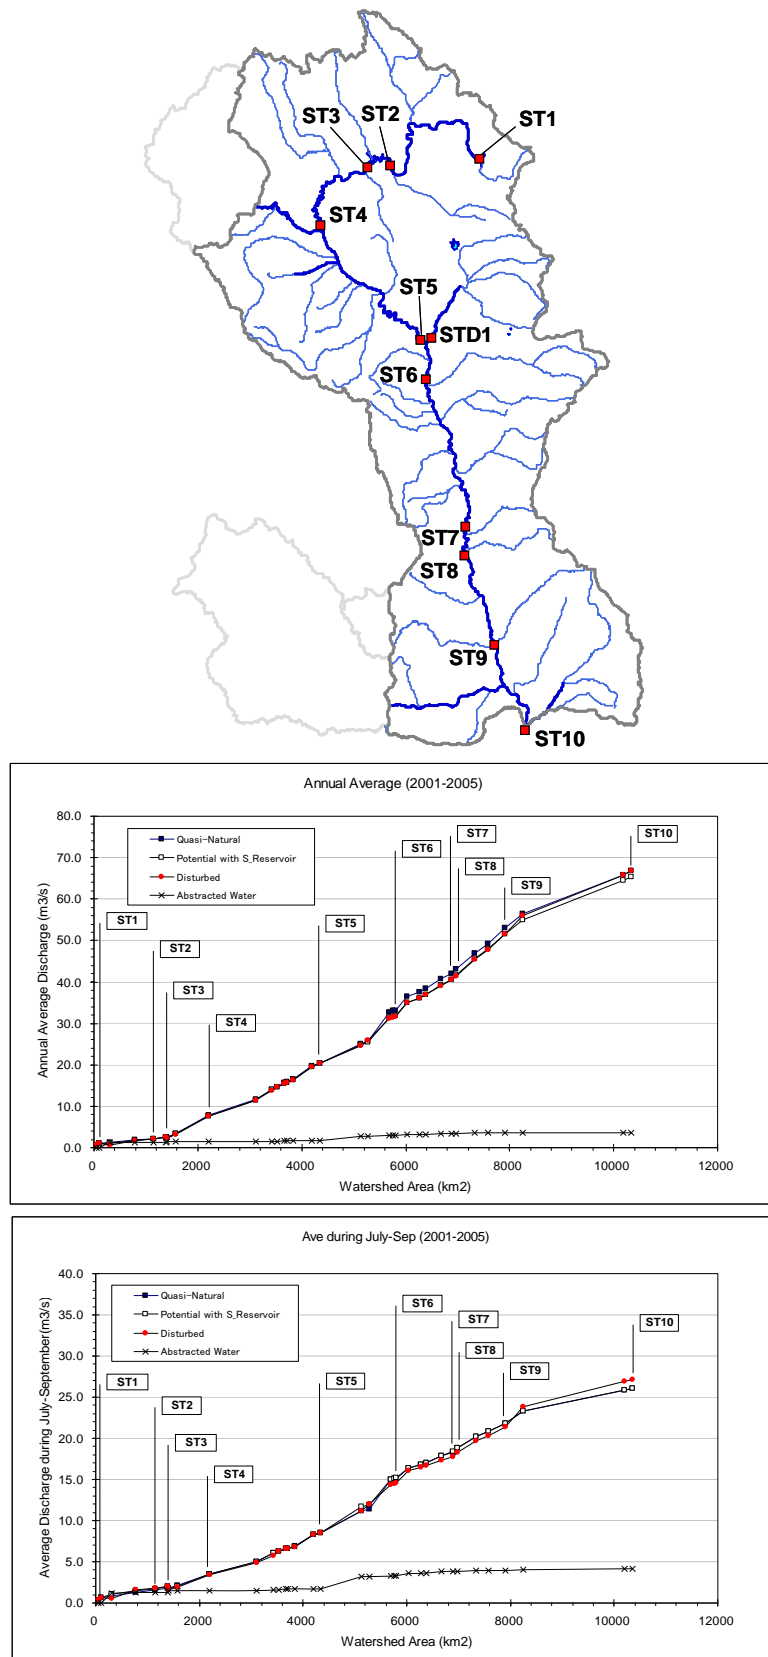 ST1
ST2
ST3
ST4
ST5
STD1
ST6
ST7
ST8
ST9
ST10
Annual Average (2001-2005)
Annual Average Discharge (m3/s)
80.0
70.0
60.0
50.0
40.0
30.0
20.0
10.0
0.0
Quasi-Natural
Potential with S_Reservoir
Disturbed
Abstracted Water
ST1
ST2
ST3
ST4
ST5
ST6
ST7
ST8
ST9
ST10
0 2000 4000 6000 8000 10000 12000
Watershed Area (km2)
Ave during July-Sep (2001-2005)
Average Discharge during July-September(m3/s)
40.0
35.0
30.0
25.0
20.0
15.0
10.0
5.0
0.0
Quasi-Natural
Potential with S_Reservoir
Disturbed
Abstracted Water
ST1
ST2
ST3
ST4
ST5
ST6
ST7
ST8
ST9
ST10
0 2000 4000 6000 8000 10000 12000
Watershed Area (km2)